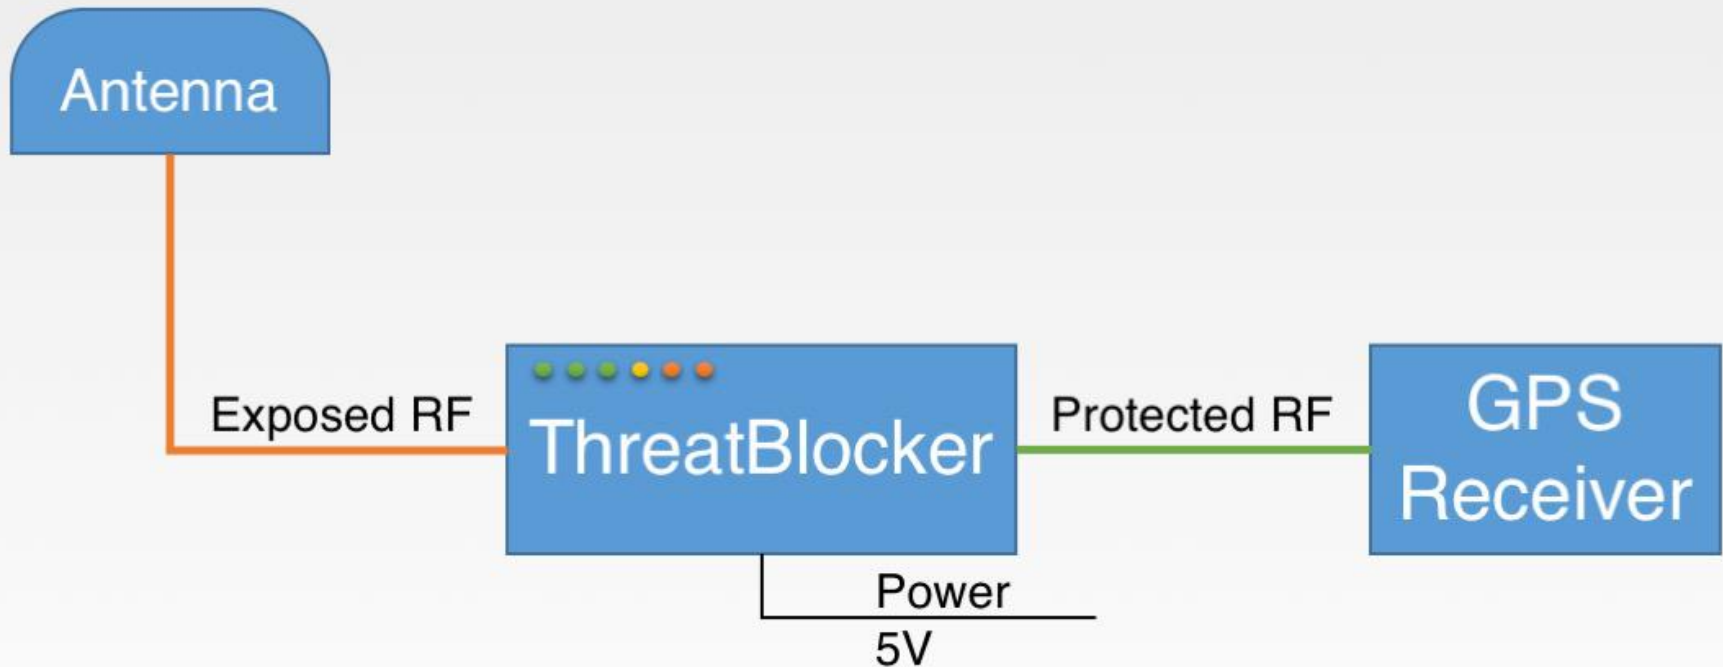 Antenna
Exposed RF
ThreatBlocker
Protected RF
GPS
Receiver
Power
5V